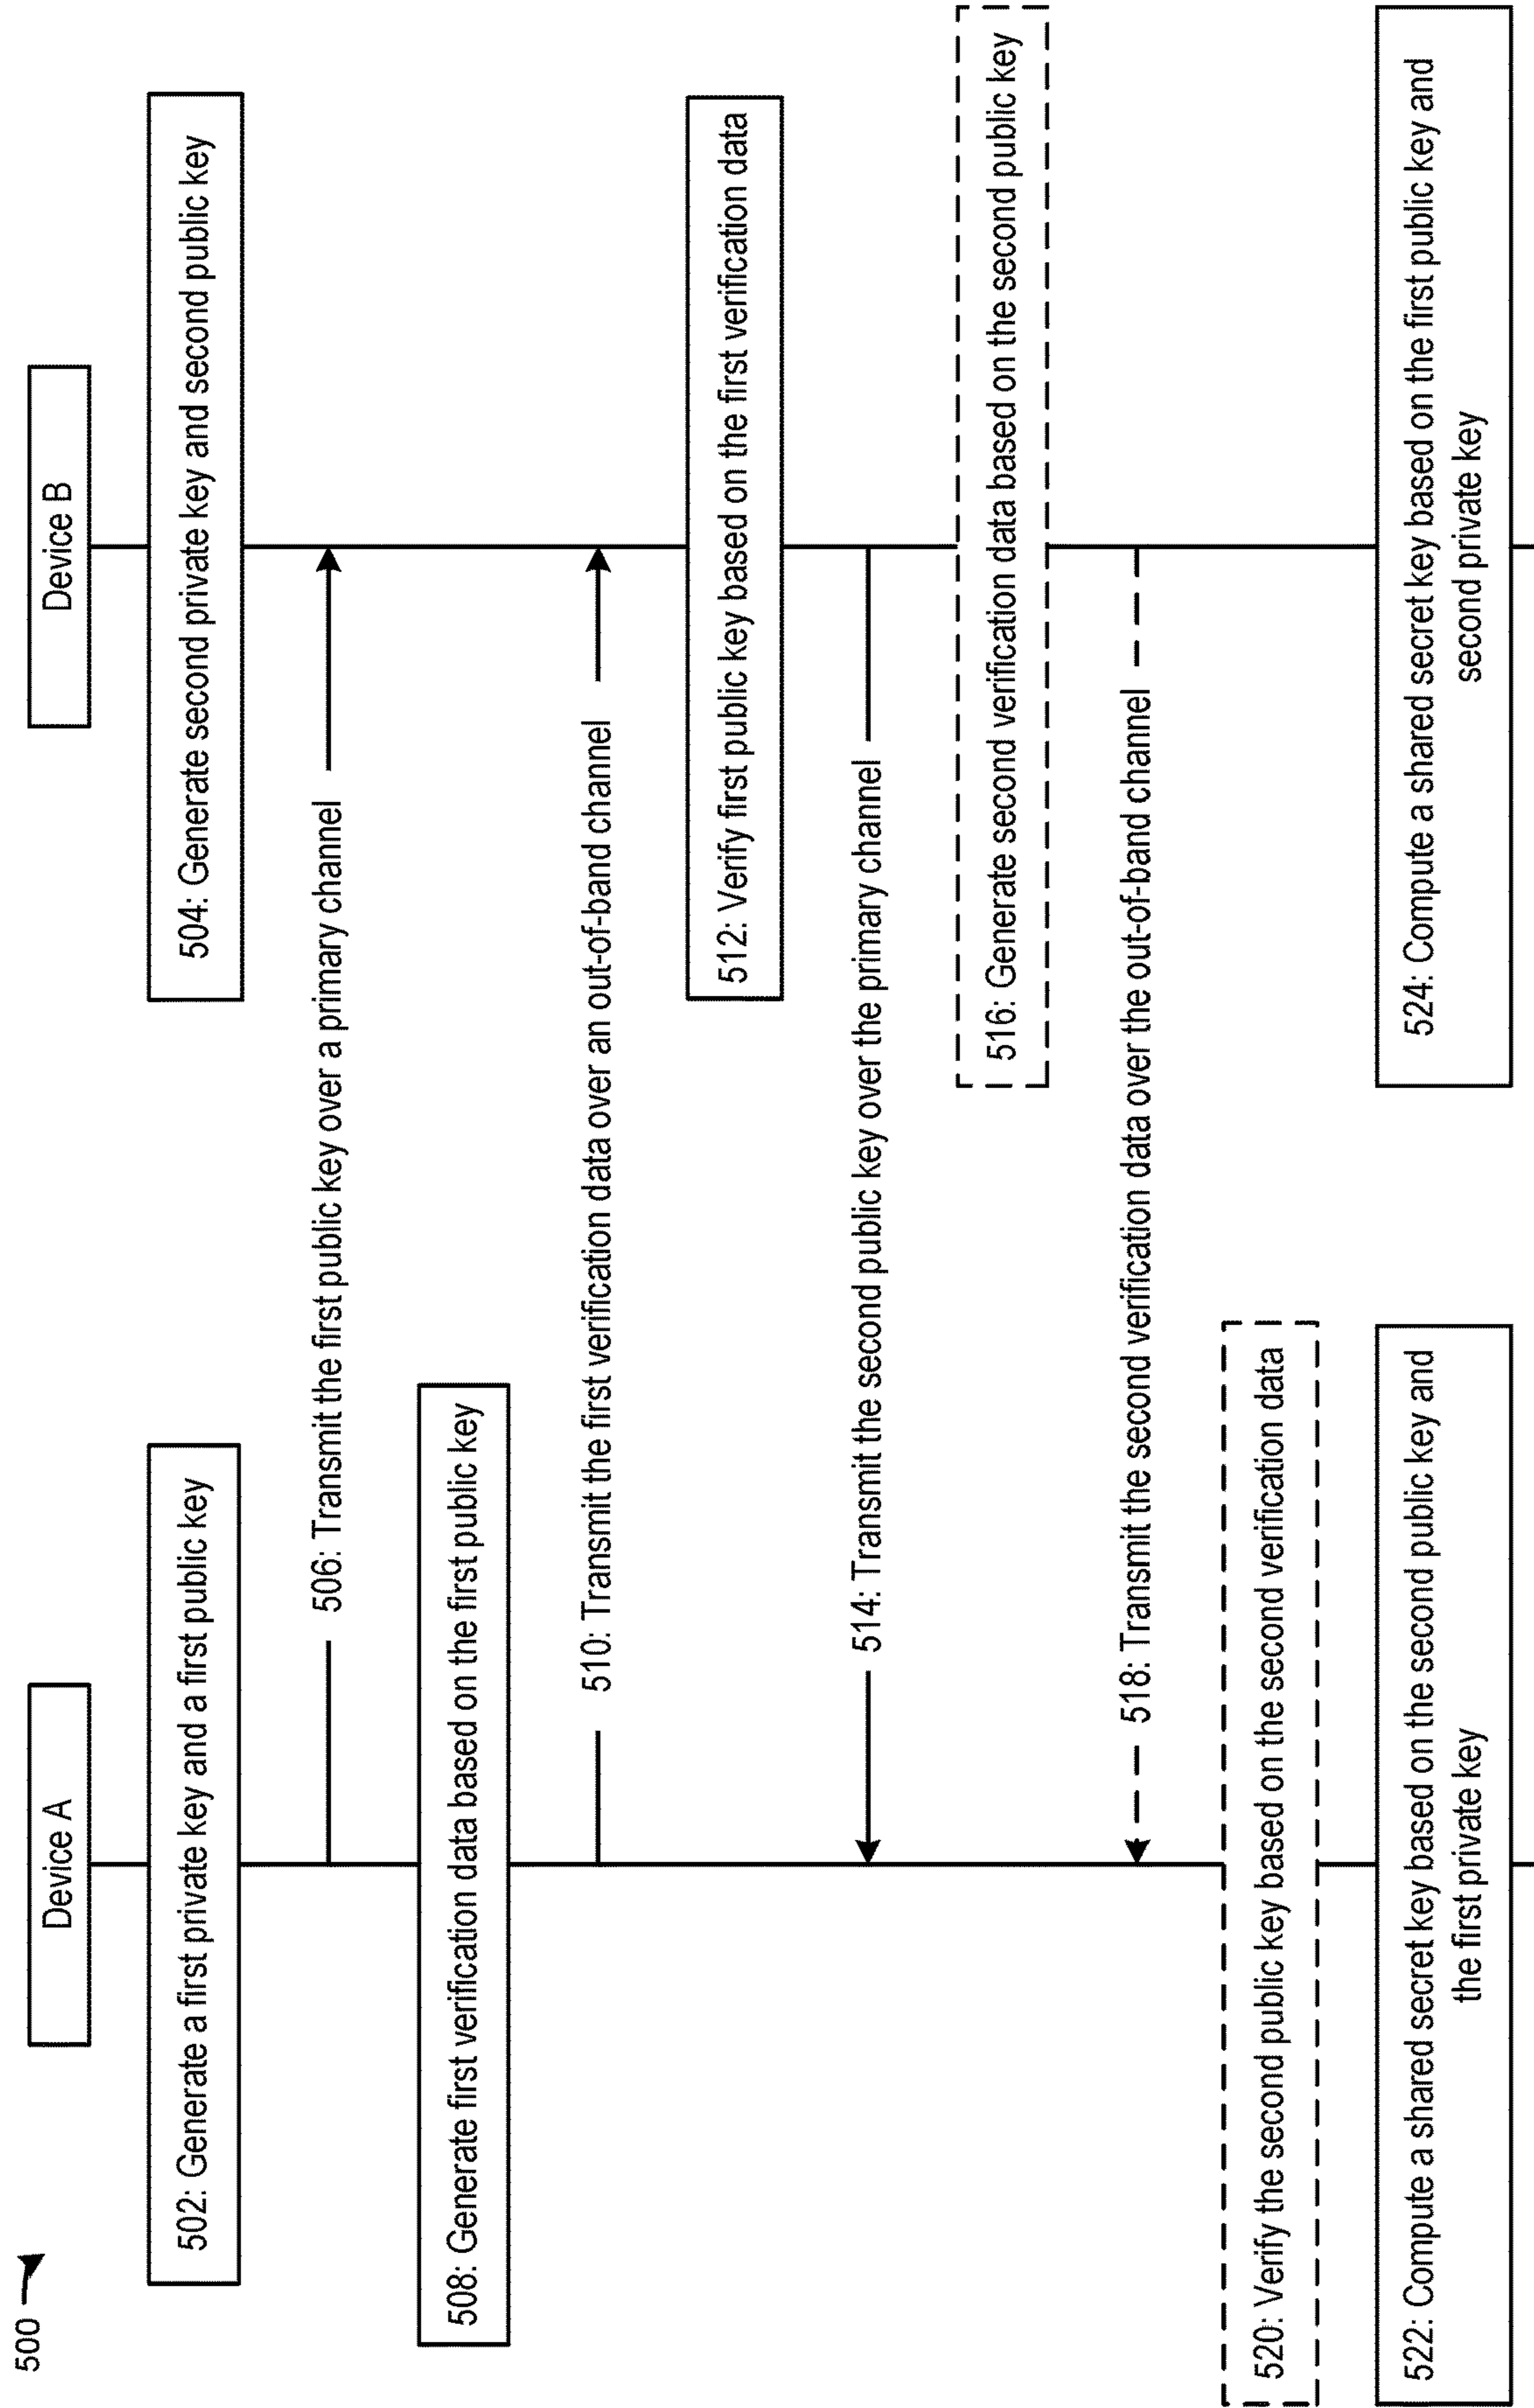 500
Device A
Device B
502: Generate a first private key and a first public key
504: Generate second private key and second public key
506: Transmit the first public key over a primary channel
508: Generate first verification data based on the first public key
510: Transmit the first verification data over an out-of-band channel
512: Verify first public key based on the first verification data
514: Transmit the second public key over the primary channel
516: Generate second verification data based on the second public key
518: Transmit the second verification data over the out-of-band channel
520: Verify the second public key based on the second verification data
522: Compute a shared secret key based on the second public key and
the first private key
524: Compute a shared secret key based on the first public key and
second private key